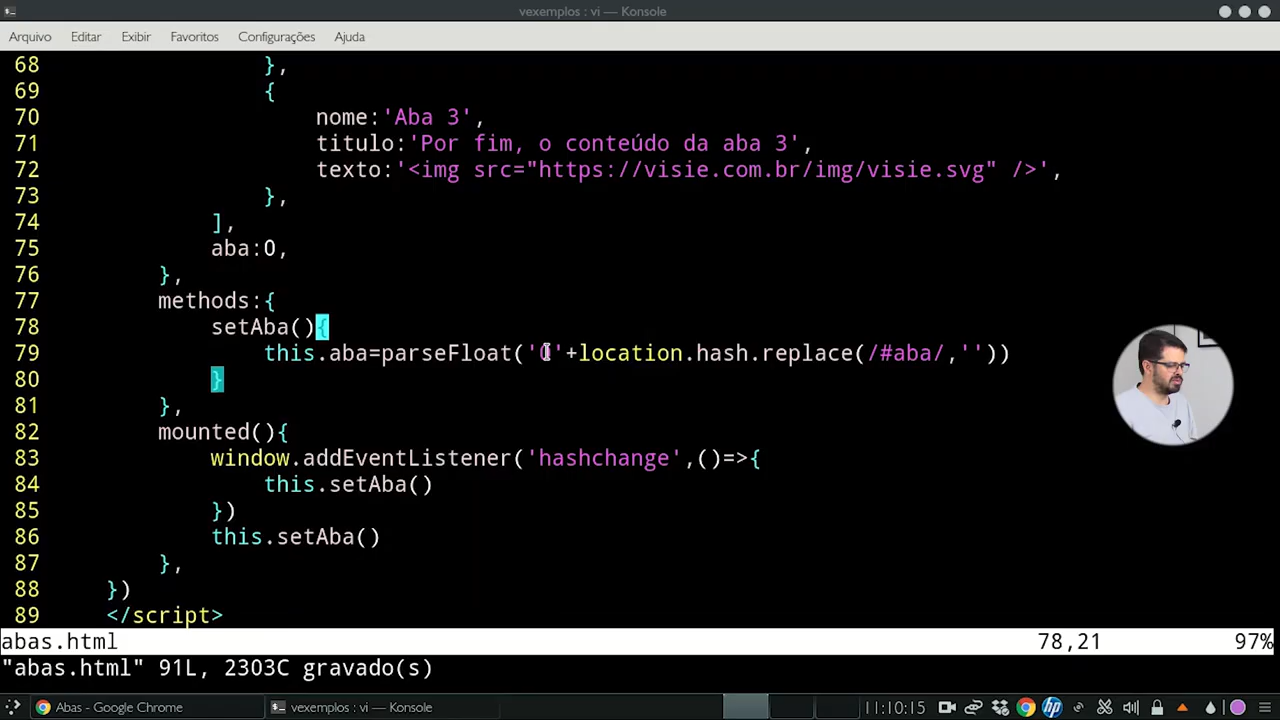 vexemplos : vi — Konsole
Arquivo Editar Exibir Favoritos Configurações Ajuda
68 },
69 {
70 nome:'Aba 3',
71 titulo:'Por fim, o conteúdo da aba 3',
72 texto:'<img src="https://visie.com.br/img/visie.svg" />',
73 },
74 ],
75 aba:0,
76 },
77 methods:{
78 setAba(){
79 this.aba=parseFloat('0'+location.hash.replace(/#aba/,''))
80 }
81 },
82 mounted(){
83 window.addEventListener('hashchange',()=>{
84 this.setAba()
85 })
86 this.setAba()
87 },
88 })
89 </script>
abas.html 78,21 97%
"abas.html" 91L, 2303C gravado(s)
Abas - Google Chrome vexemplos : vi — Konsole 11:10:15